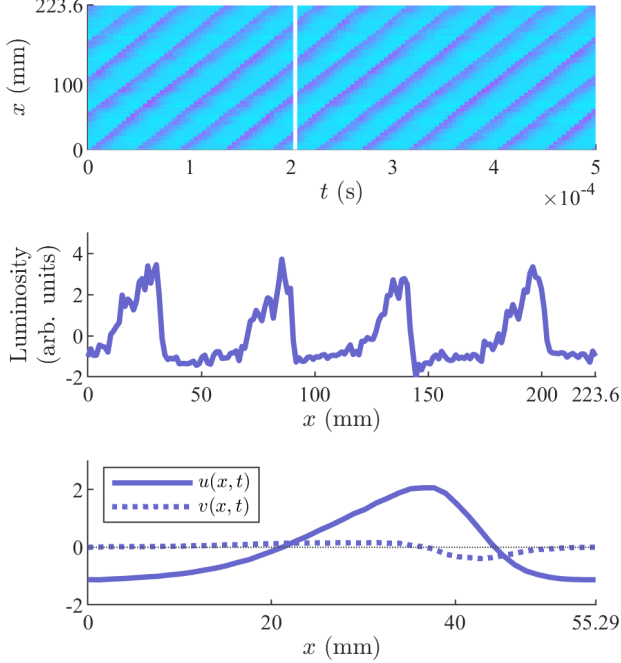 223.6
100
0
x (mm)
0 1 2 3 4 5
t (s)
×10-4
4
2
0
-2
Luminosity
(arb. units)
0 50 100 150 200 223.6
x (mm)
2
0
-2
u(x, t)
v(x, t)
0 20 40 55.29
x (mm)